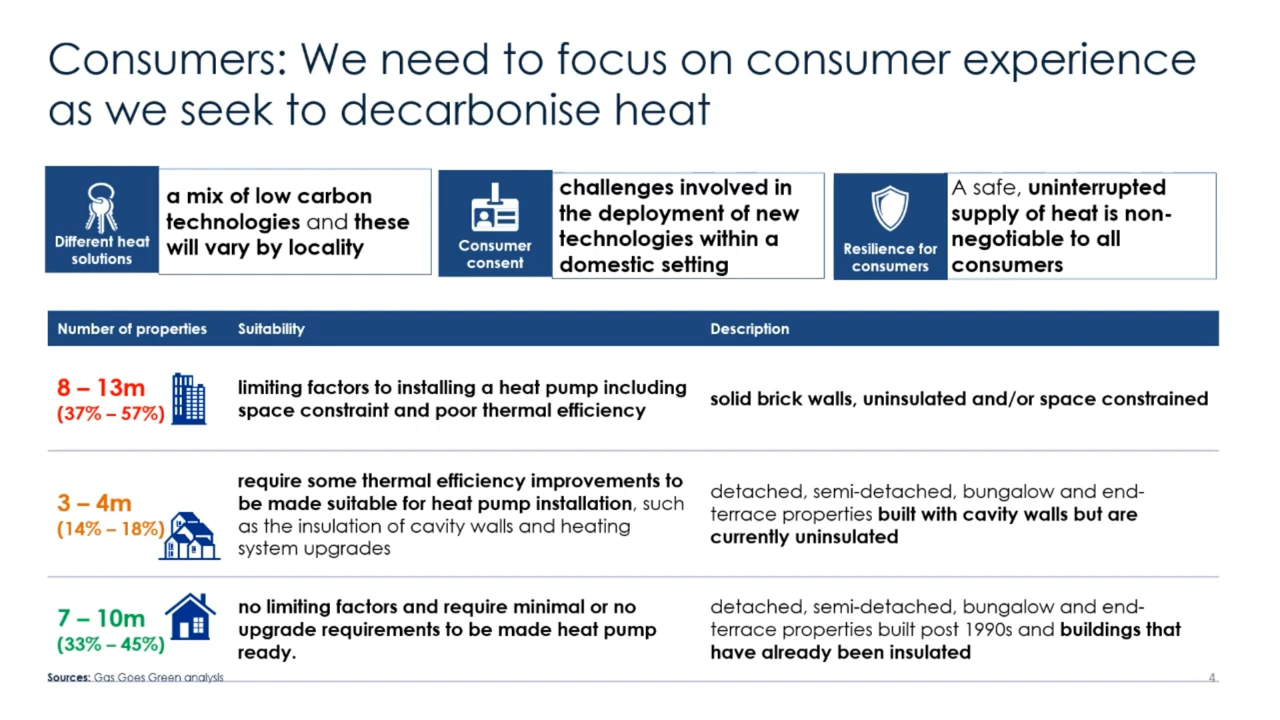 Consumers: We need to focus on consumer experience
as we seek to decarbonise heat
Different heat
solutions
a mix of low carbon
technologies and these
will vary by locality
Consumer
consent
challenges involved in
the deployment of new
technologies within a
domestic setting
Resilience for
consumers
A safe, uninterrupted
supply of heat is non-
negotiable to all
consumers
Number of properties Suitability Description
8 – 13m
(37% – 57%)
limiting factors to installing a heat pump including
space constraint and poor thermal efficiency
solid brick walls, uninsulated and/or space constrained
3 – 4m
(14% – 18%)
require some thermal efficiency improvements to
be made suitable for heat pump installation, such
as the insulation of cavity walls and heating
system upgrades
detached, semi-detached, bungalow and end-
terrace properties built with cavity walls but are
currently uninsulated
7 – 10m
(33% – 45%)
no limiting factors and require minimal or no
upgrade requirements to be made heat pump
ready.
detached, semi-detached, bungalow and end-
terrace properties built post 1990s and buildings that
have already been insulated
Sources: Gas Goes Green analysis
4